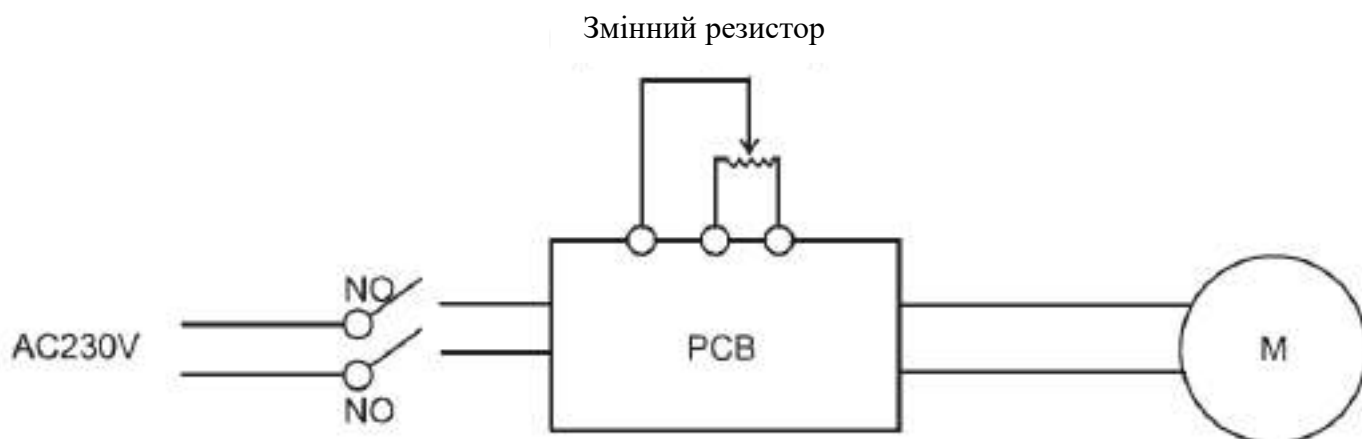 Змінний резистор
NO
AC230V
PCB
M
NO